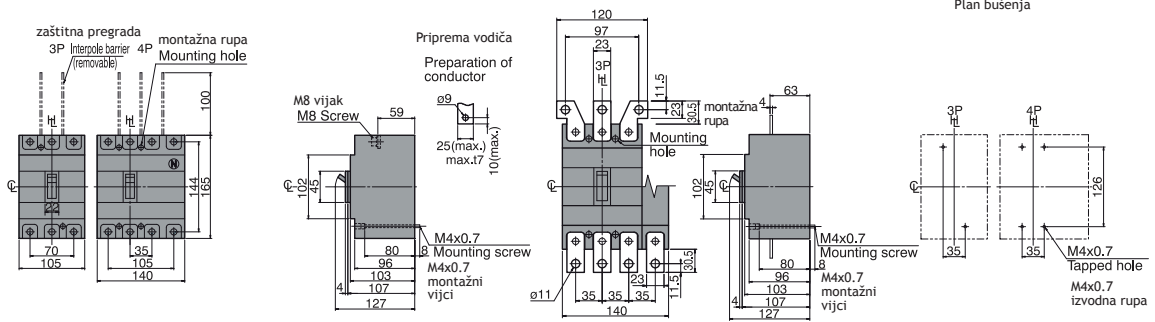 Plan bušenja
zaštitna pregrada
3P Interpole barrier 4P
(removable)
montažna rupa
Mounting hole
H
L
H
L
100
N
22
144
165
70
105
35
105
140
C
L
M8 vijak
M8 Screw
59
102
45
80
8
96
103
4
107
127
M4x0.7
Mounting screw
M4x0.7
montažni
vijci
Priprema vodiča
Preparation of
conductor
ø9
25(max.)
max.t7
10(max.)
120
97
23
3P
H
L
11.5
23
30.5
montažna
rupa
Mounting
hole
C
L
ø11
35
35
35
23
11.5
30.5
140
63
4
C
L
102
45
80
8
96
103
4
107
127
M4x0.7
Mounting screw
M4x0.7
montažni
vijci
3P
H
L
4P
H
L
C
L
126
35
35
M4x0.7
Tapped hole
M4x0.7
izvodna rupa